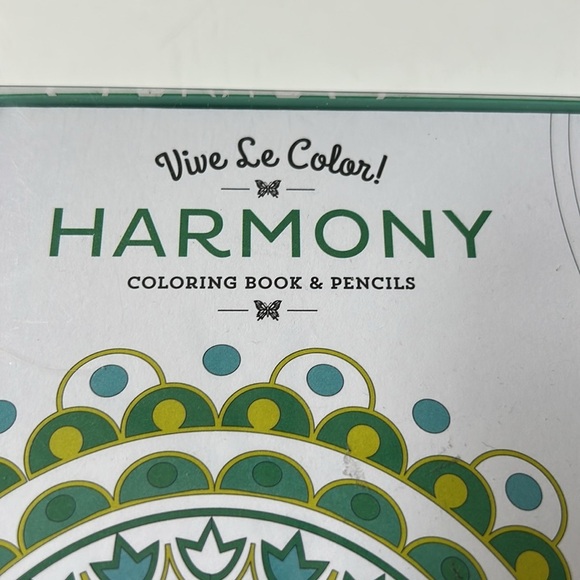 Vive Le Color!
HARMONY
COLORING BOOK & PENCILS